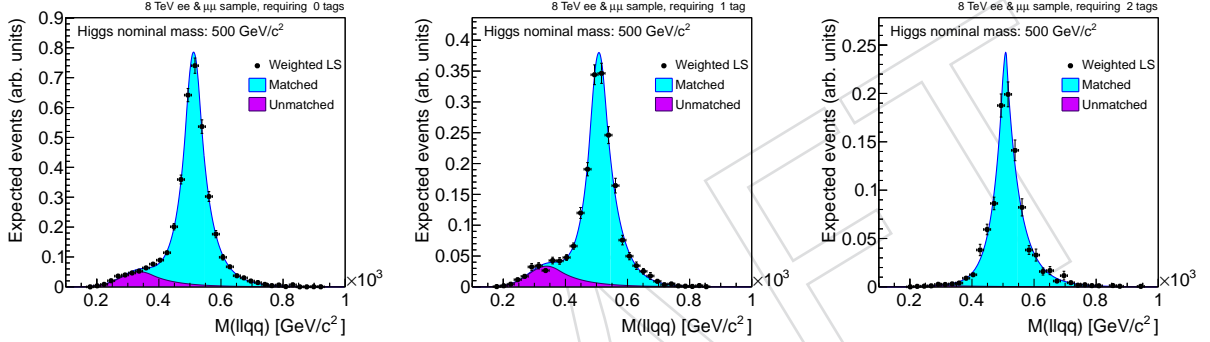 8 TeV ee & μμ sample, requiring 0 tags
Higgs nominal mass: 500 GeV/c²
Weighted LS
Matched
Unmatched
Expected events (arb. units)
0.9
0.8
0.7
0.6
0.5
0.4
0.3
0.2
0.1
0
0.2 0.4 0.6 0.8 1
×10³
M(llqq) [GeV/c²]
8 TeV ee & μμ sample, requiring 1 tag
Higgs nominal mass: 500 GeV/c²
Weighted LS
Matched
Unmatched
Expected events (arb. units)
0.4
0.35
0.3
0.25
0.2
0.15
0.1
0.05
0
0.2 0.4 0.6 0.8 1
×10³
M(llqq) [GeV/c²]
8 TeV ee & μμ sample, requiring 2 tags
Higgs nominal mass: 500 GeV/c²
Weighted LS
Matched
Unmatched
Expected events (arb. units)
0.25
0.2
0.15
0.1
0.05
0
0.2 0.4 0.6 0.8 1
×10³
M(llqq) [GeV/c²]